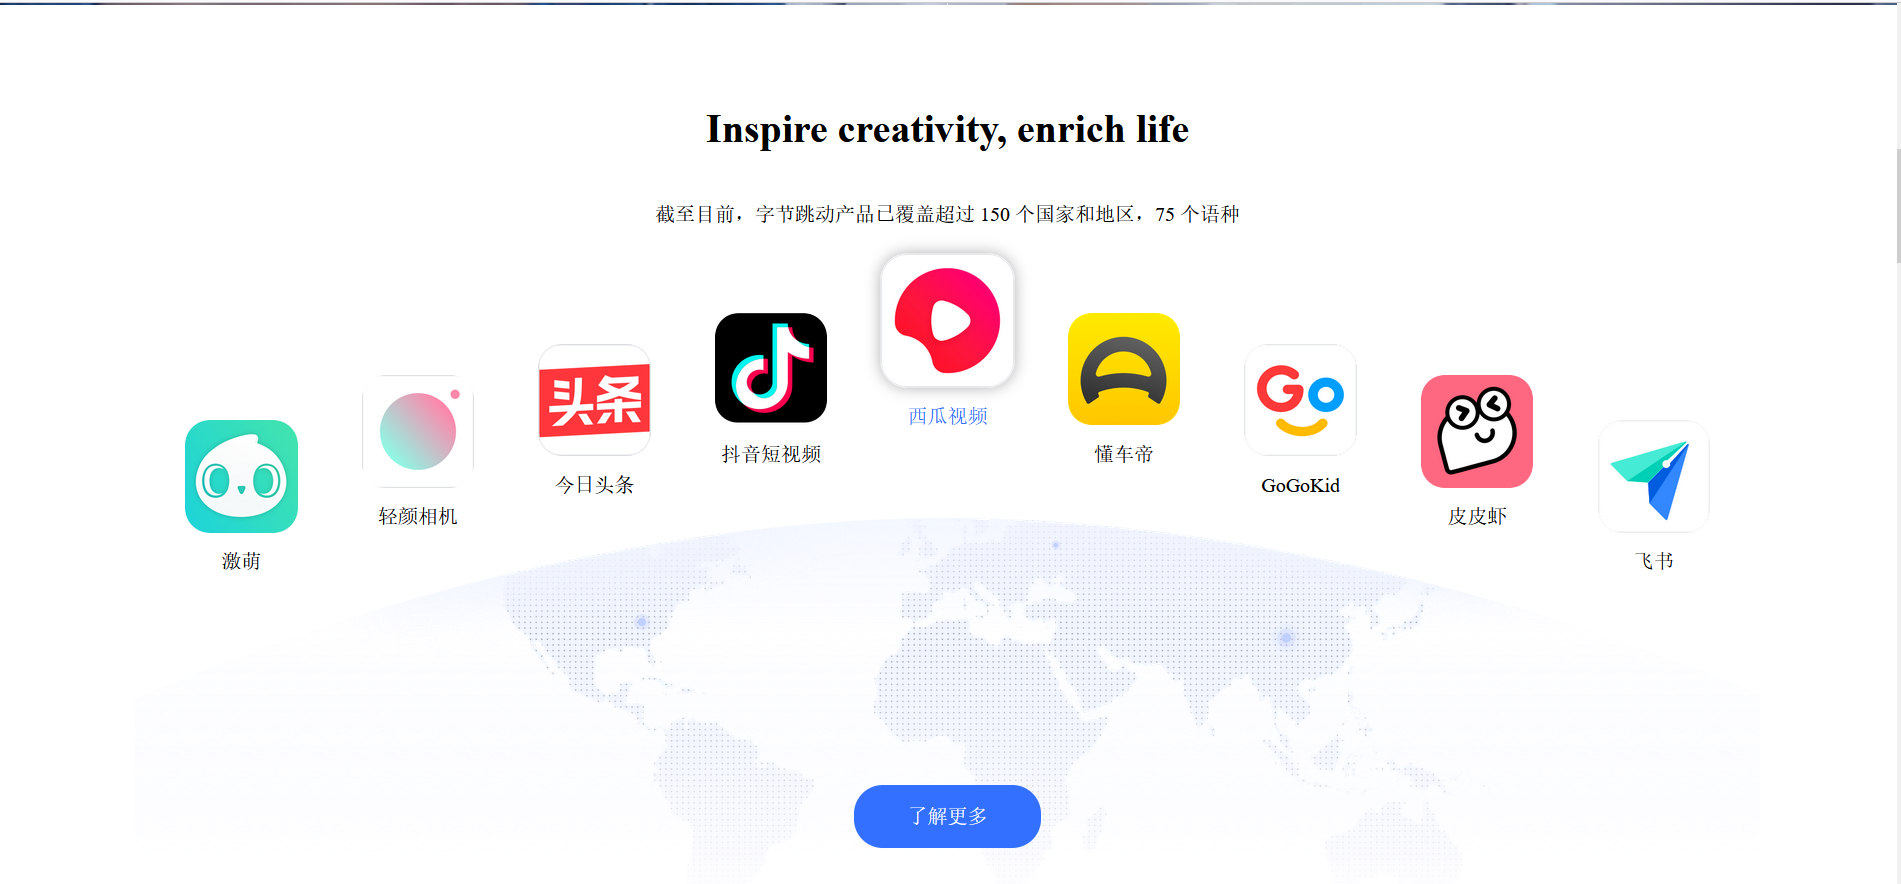 Inspire creativity, enrich life
截至目前，字节跳动产品已覆盖超过 150 个国家和地区，75 个语种
头条
Go
激萌
轻颜相机
今日头条
抖音短视频
西瓜视频
懂车帝
GoGoKid
皮皮虾
飞书
了解更多